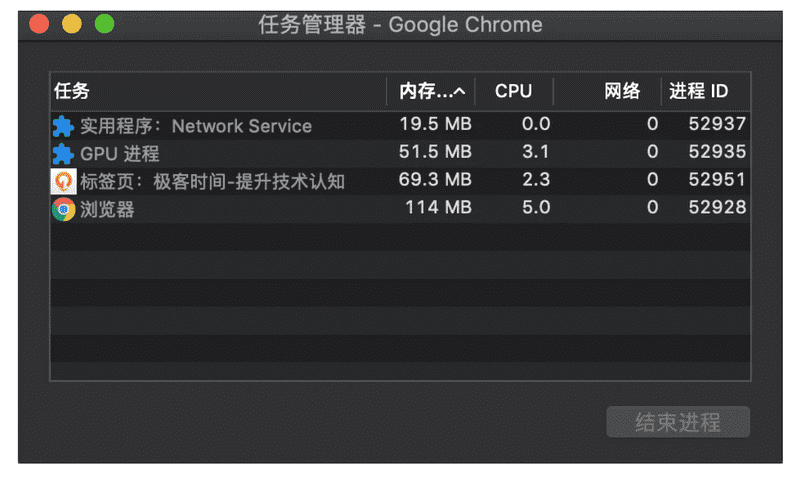 任务管理器 - Google Chrome
任务 内存... CPU 网络 进程 ID
实用程序：Network Service 19.5 MB 0.0 0 52937
GPU 进程 51.5 MB 3.1 0 52935
标签页：极客时间-提升技术认知 69.3 MB 2.3 0 52951
浏览器 114 MB 5.0 0 52928
结束进程